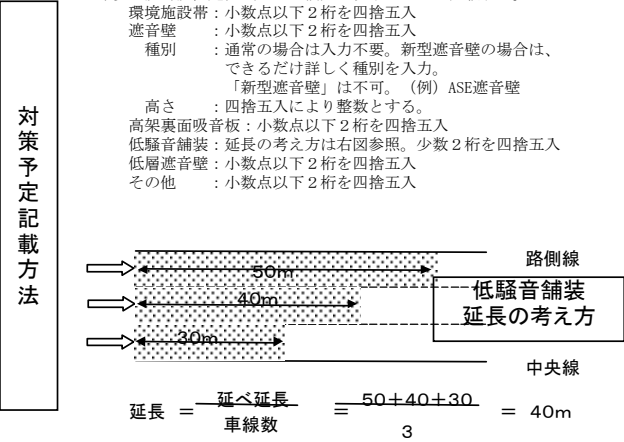 対策予定記載方法
環境施設帯：小数点以下２桁を四捨五入
遮音壁　　：小数点以下２桁を四捨五入
種別　　：通常の場合は入力不要。新型遮音壁の場合は、
できるだけ詳しく種別を入力。
「新型遮音壁」は不可。（例）ASE遮音壁
高さ　　：四捨五入により整数とする。
高架裏面吸音板：小数点以下２桁を四捨五入
低騒音舗装：延長の考え方は右図参照。少数２桁を四捨五入
低層遮音壁：小数点以下２桁を四捨五入
その他　　：小数点以下２桁を四捨五入
路側線
50m
低騒音舗装
延長の考え方
40m
30m
中央線
延長 ＝ 延べ延長 ＝ 50＋40＋30 ＝ 40m
車線数 3